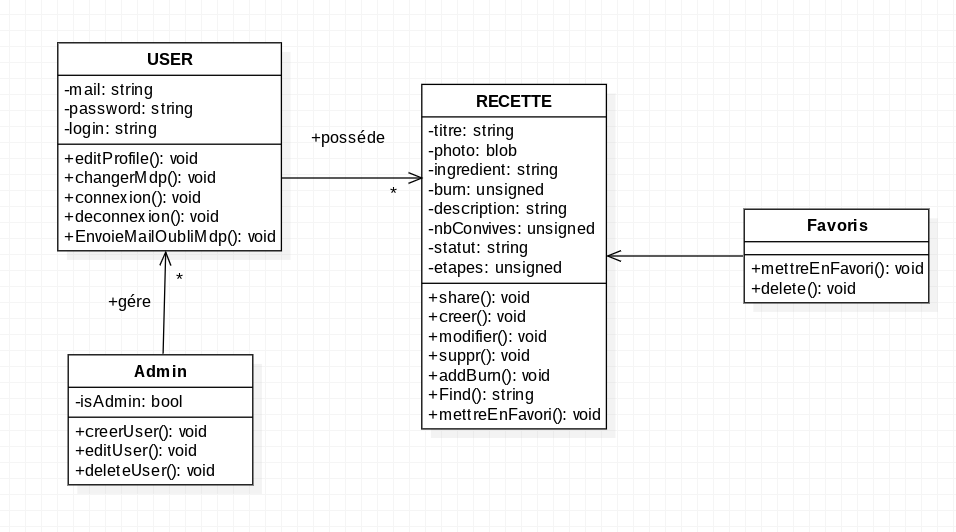 USER
-mail: string
-password: string
-login: string
+editProfile(): void
+changerMdp(): void
+connexion(): void
+deconnexion(): void
+EnvoieMailOubliMdp(): void
+posséde
*
RECETTE
-titre: string
-photo: blob
-ingredient: string
-burn: unsigned
-description: string
-nbConvives: unsigned
-statut: string
-etapes: unsigned
+share(): void
+creer(): void
+modifier(): void
+suppr(): void
+addBurn(): void
+Find(): string
+mettreEnFavori(): void
Favoris
+mettreEnFavori(): void
+delete(): void
*
+gére
Admin
-isAdmin: bool
+creerUser(): void
+editUser(): void
+deleteUser(): void